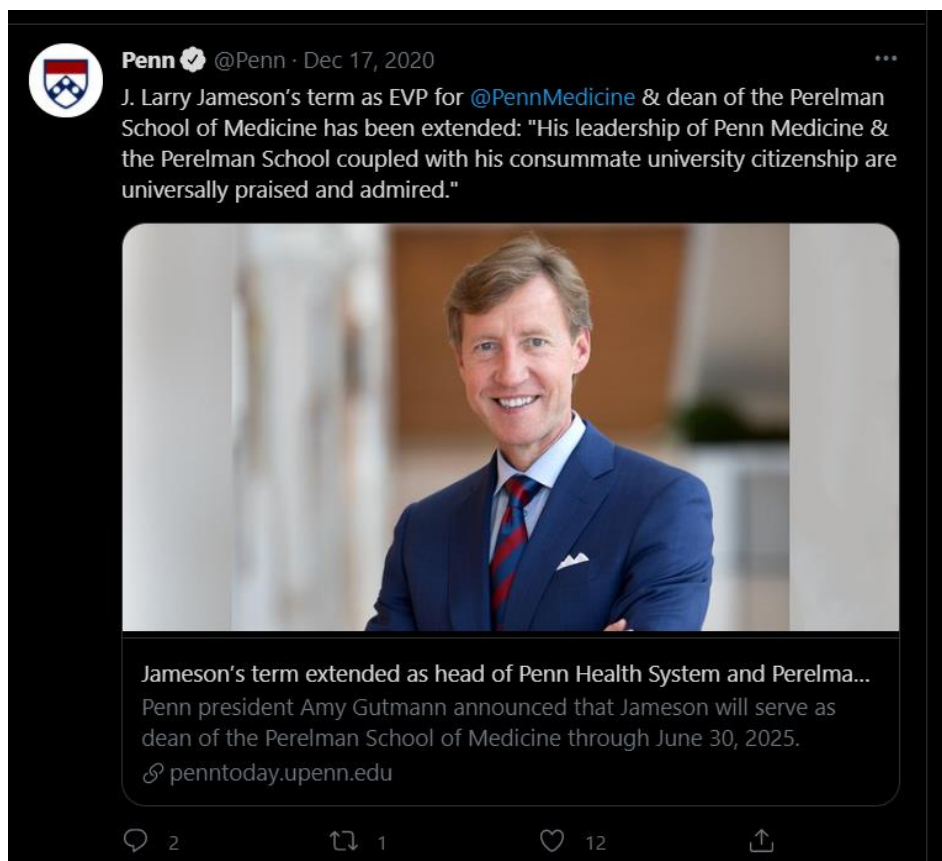 Penn @Penn · Dec 17, 2020
J. Larry Jameson’s term as EVP for @PennMedicine & dean of the Perelman
School of Medicine has been extended: "His leadership of Penn Medicine &
the Perelman School coupled with his consummate university citizenship are
universally praised and admired."
Jameson’s term extended as head of Penn Health System and Perelma...
Penn president Amy Gutmann announced that Jameson will serve as
dean of the Perelman School of Medicine through June 30, 2025.
penntoday.upenn.edu
2 1 12